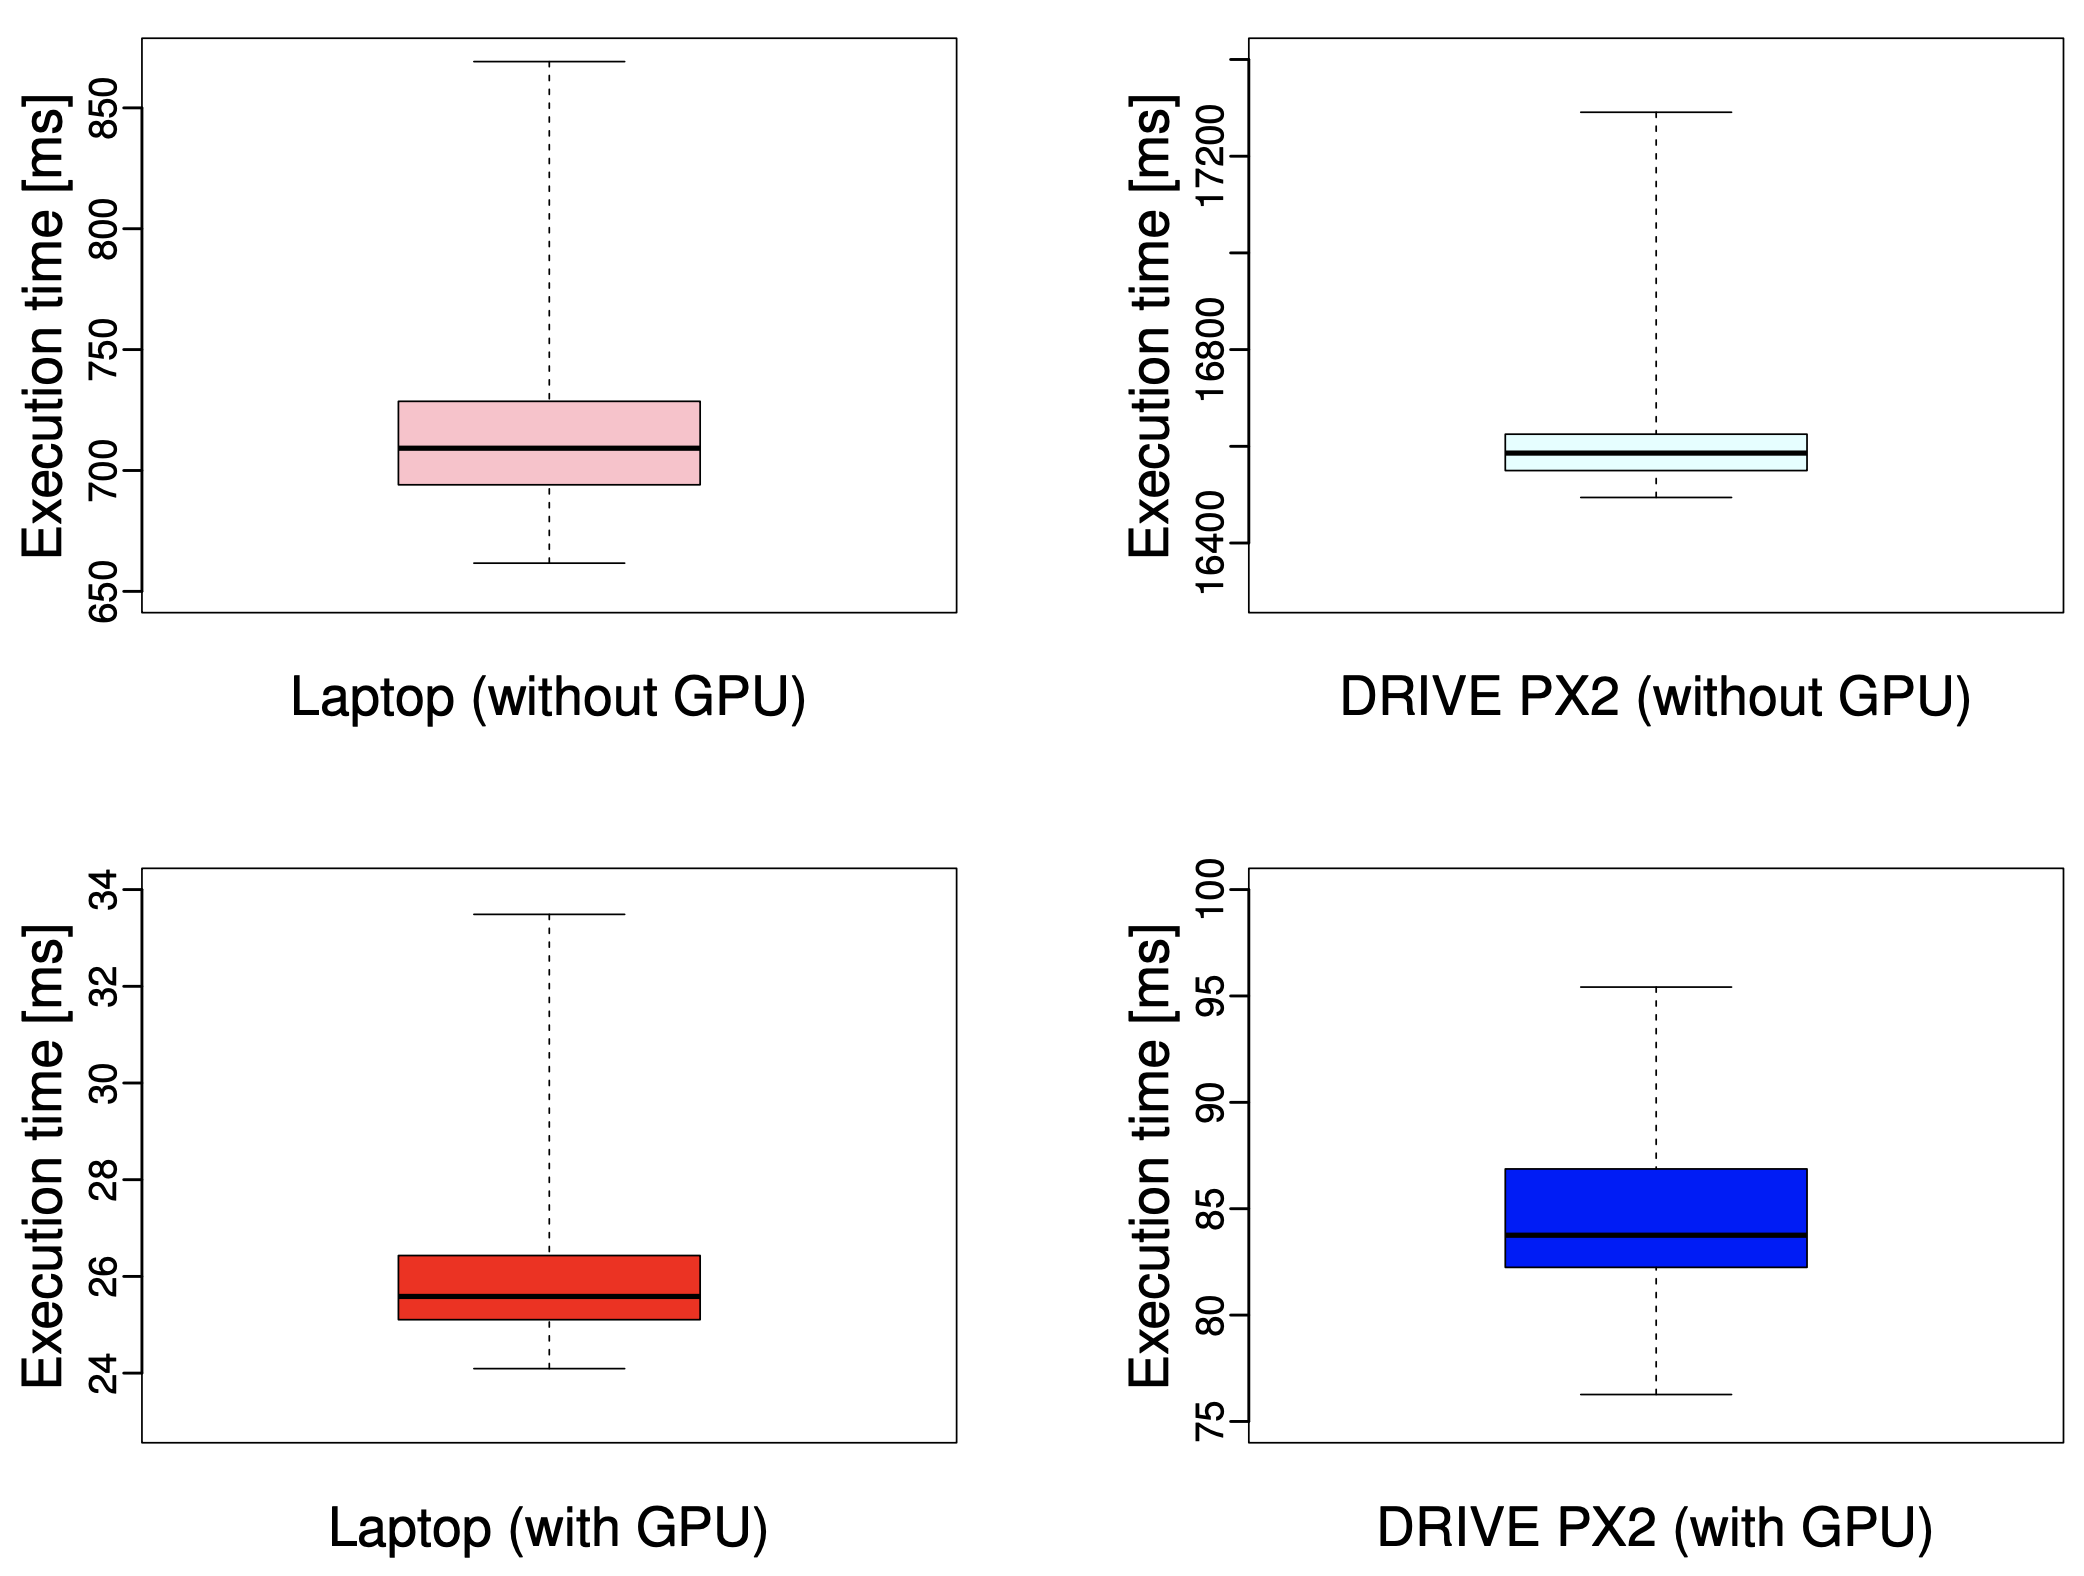 Execution time [ms]
850
800
750
700
650
Laptop (without GPU)
Execution time [ms]
17200
16800
16400
DRIVE PX2 (without GPU)
Execution time [ms]
34
32
30
28
26
24
Laptop (with GPU)
Execution time [ms]
100
95
90
85
80
75
DRIVE PX2 (with GPU)